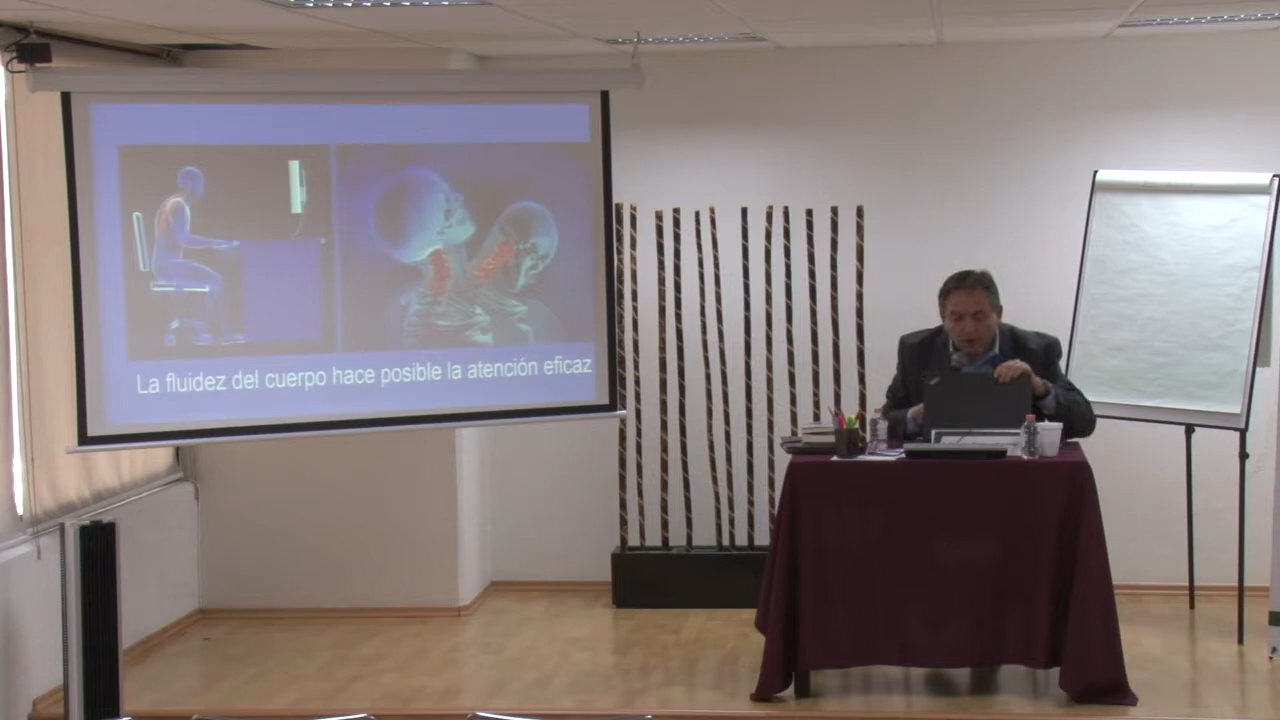 La fluidez del cuerpo hace posible la atención eficaz